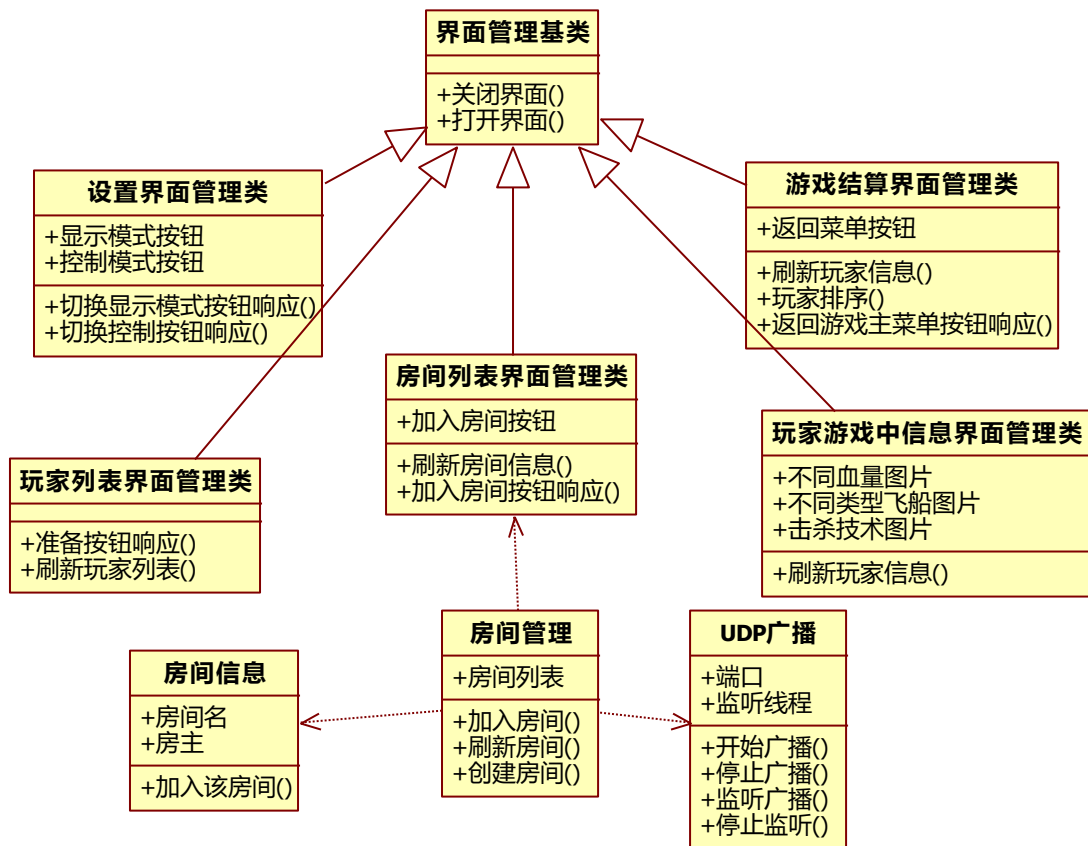 界面管理基类
+关闭界面()
+打开界面()
设置界面管理类
+显示模式按钮
+控制模式按钮
+切换显示模式按钮响应()
+切换控制按钮响应()
游戏结算界面管理类
+返回菜单按钮
+刷新玩家信息()
+玩家排序()
+返回游戏主菜单按钮响应()
房间列表界面管理类
+加入房间按钮
+刷新房间信息()
+加入房间按钮响应()
玩家列表界面管理类
+准备按钮响应()
+刷新玩家列表()
玩家游戏中信息界面管理类
+不同血量图片
+不同类型飞船图片
+击杀技术图片
+刷新玩家信息()
房间信息
+房间名
+房主
+加入该房间()
房间管理
+房间列表
+加入房间()
+刷新房间()
+创建房间()
UDP广播
+端口
+监听线程
+开始广播()
+停止广播()
+监听广播()
+停止监听()